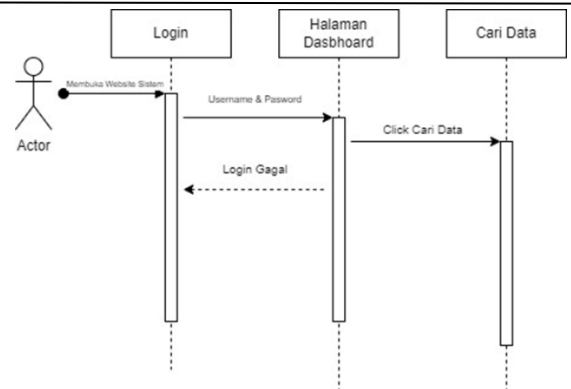 Login
Halaman
Dasbhoard
Cari Data
Membuka Website Sistem
Username & Pasword
Click Cari Data
Actor
Login Gagal